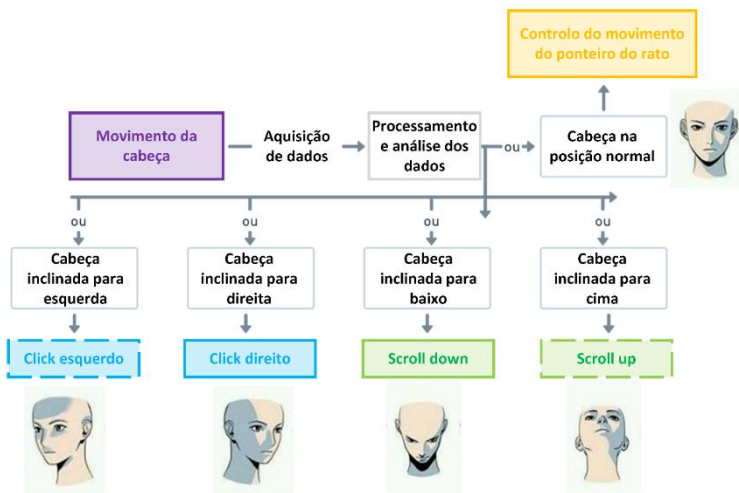 Controlo do movimento
do ponteiro do rato
Movimento da
cabeça
Aquisição
de dados
Processamento
e análise dos
dados
ou
Cabeça na
posição normal
ou
ou
ou
ou
Cabeça
inclinada para
esquerda
Cabeça
inclinada para
direita
Cabeça
inclinada para
baixo
Cabeça
inclinada para
cima
Click esquerdo
Click direito
Scroll down
Scroll up